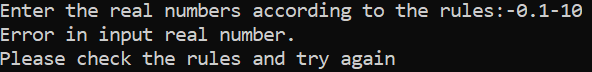 Enter the real numbers according to the rules:-0.1-10
Error in input real number.
Please check the rules and try again